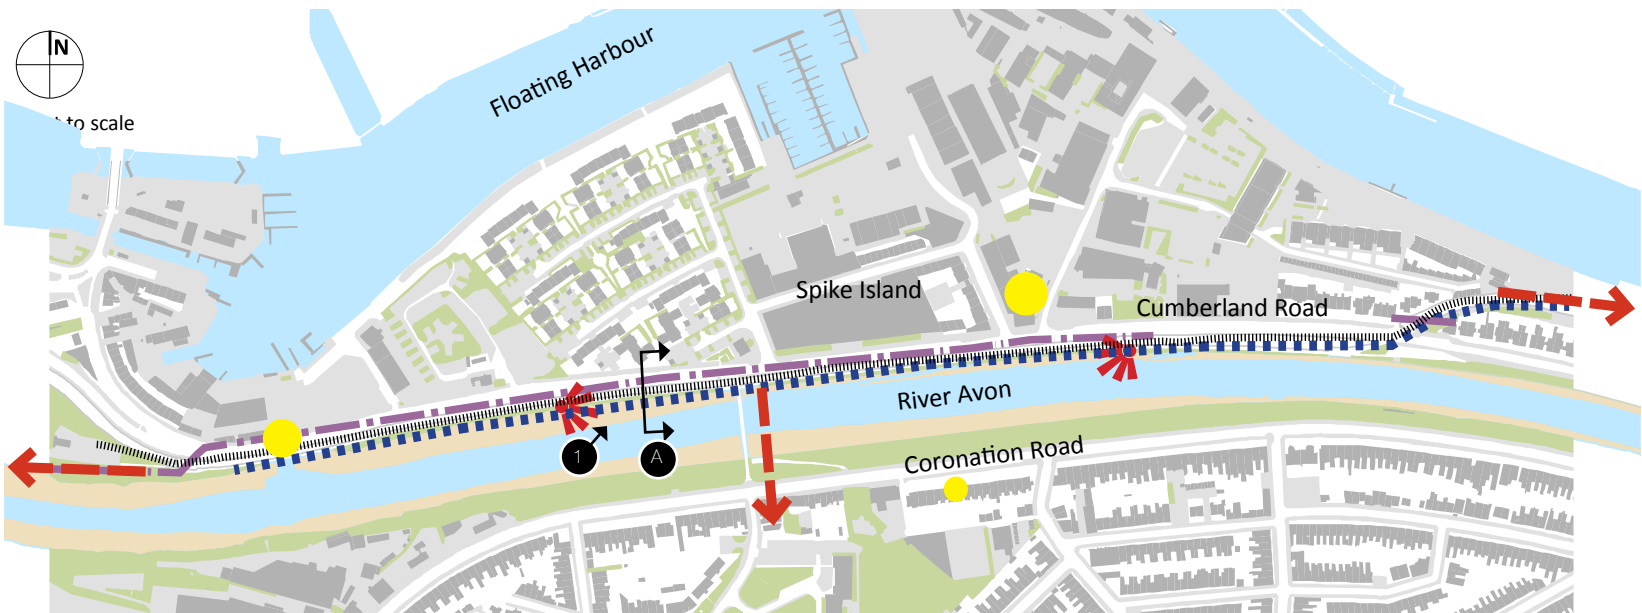 N
to scale
Floating Harbour
Spike Island
Cumberland Road
River Avon
Coronation Road
1
A